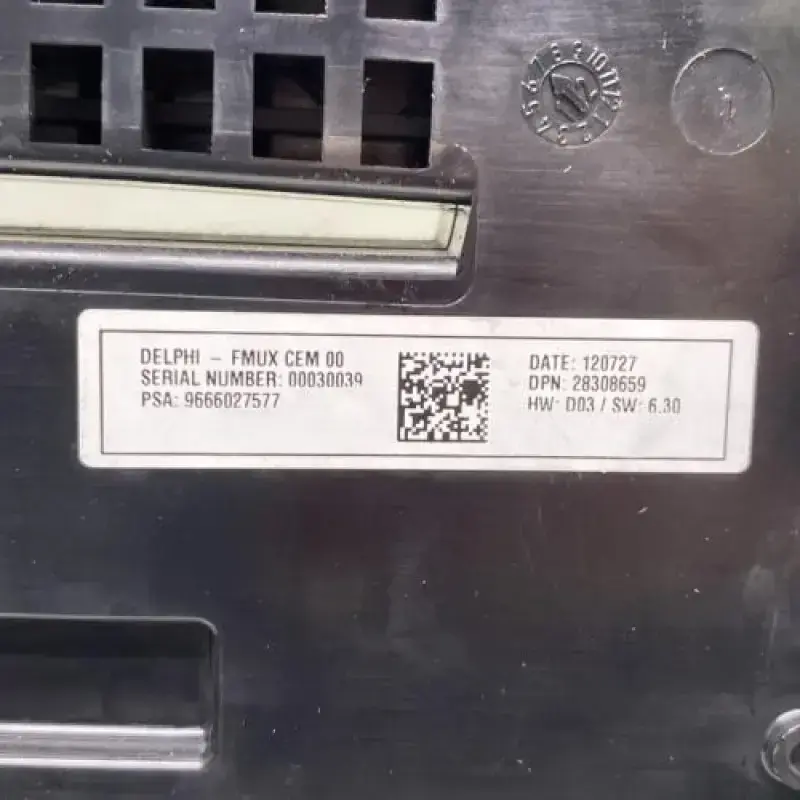 DELPHI - FMUX CEM 00
SERIAL NUMBER: 00030039
PSA: 9666027577
DATE: 120727
DPN: 28308659
HW: D03 / SW: 6.30